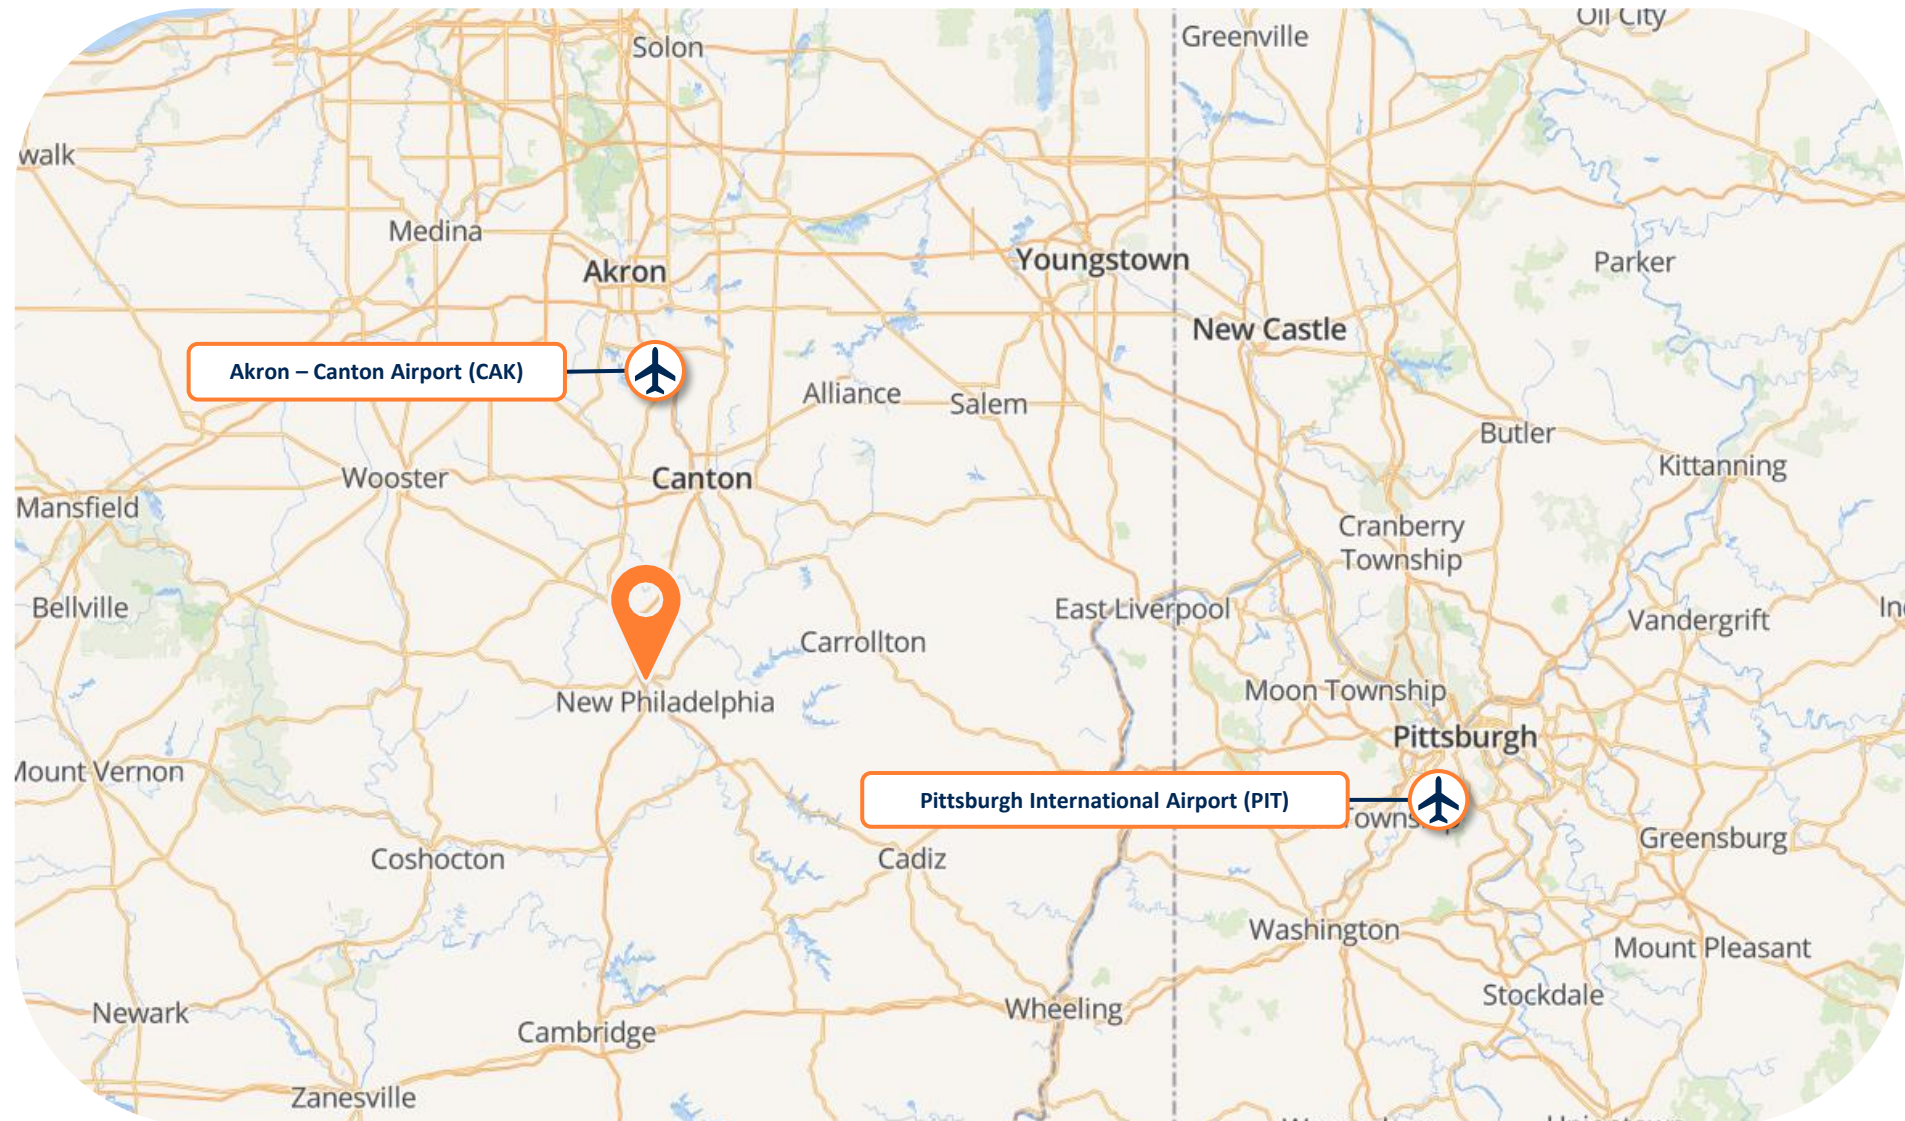 Oil City
Solon
Greenville
walk
Medina
Akron
Youngstown
Parker
New Castle
Akron – Canton Airport (CAK)
Alliance
Salem
Butler
Wooster
Canton
Kittanning
Mansfield
Cranberry
Township
Bellville
East Liverpool
In
Vandergrift
Carrollton
New Philadelphia
Moon Township
Pittsburgh
Mount Vernon
Pittsburgh International Airport (PIT)
Township
Greensburg
Coshocton
Cadiz
Washington
Mount Pleasant
Stockdale
Newark
Wheeling
Cambridge
Zanesville